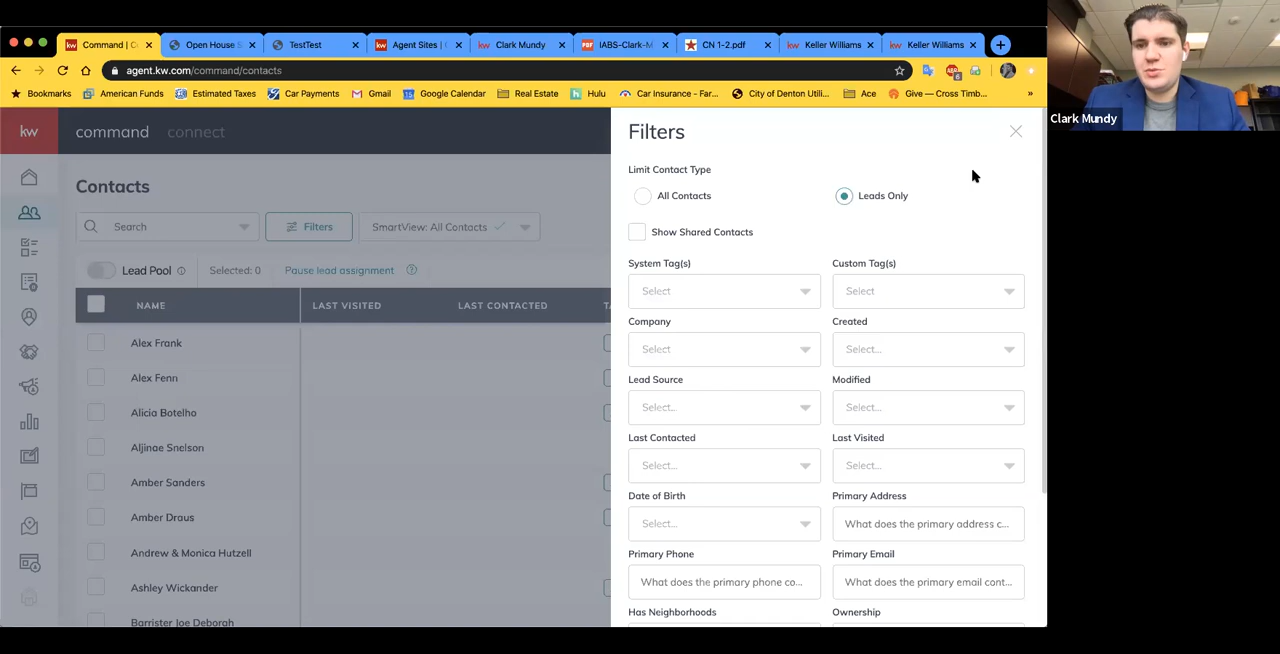 Command | C
Open House S
TestTest
Agent Sites |
Clark Mundy
IABS-Clark-M
CN 1-2.pdf
Keller Williams
Keller Williams
agent.kw.com/command/contacts
6
Bookmarks
American Funds
Estimated Taxes
Car Payments
Gmail
Google Calendar
Real Estate
Hulu
Car Insurance - Far...
City of Denton Utili...
Ace
Give — Cross Timb...
»
kw
command
connect
Contacts
Search
Filters
SmartView: All Contacts
Lead Pool
Selected: 0
Pause lead assignment
NAME
LAST VISITED
LAST CONTACTED
Alex Frank
Alex Fenn
Alicia Botelho
Aljinae Snelson
Amber Sanders
Amber Draus
Andrew & Monica Hutzell
Ashley Wickander
Barrister Joe Deborah
Filters
Limit Contact Type
All Contacts
Leads Only
Show Shared Contacts
System Tag(s)
Custom Tag(s)
Select
Select
Company
Created
Select
Select...
Lead Source
Modified
Select...
Select...
Last Contacted
Last Visited
Select...
Select...
Date of Birth
Primary Address
Select...
What does the primary address c...
Primary Phone
Primary Email
What does the primary phone co...
What does the primary email cont...
Has Neighborhoods
Ownership
Clark Mundy